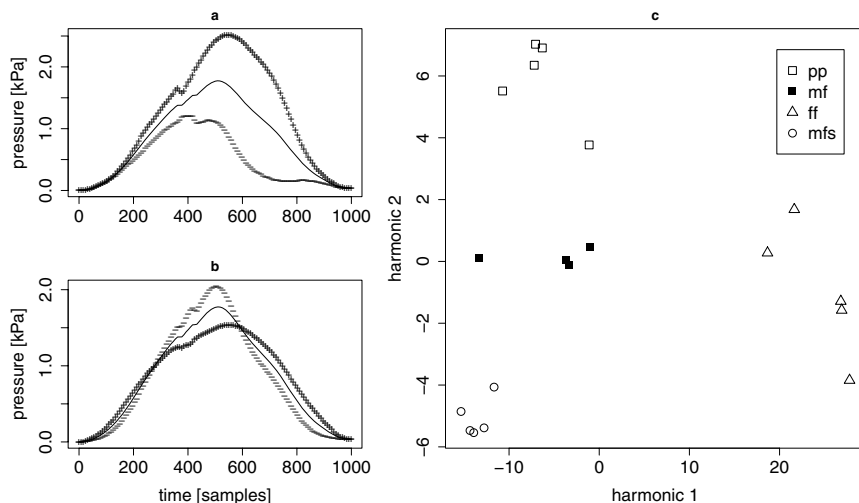 a
pressure [kPa]
0.0
1.0
2.0
0
200
400
600
800
1000
b
pressure [kPa]
0.0
1.0
2.0
0
200
400
600
800
1000
time [samples]
c
harmonic 2
6
4
2
0
-2
-4
-6
-10
0
10
20
harmonic 1
pp
mf
ff
mfs